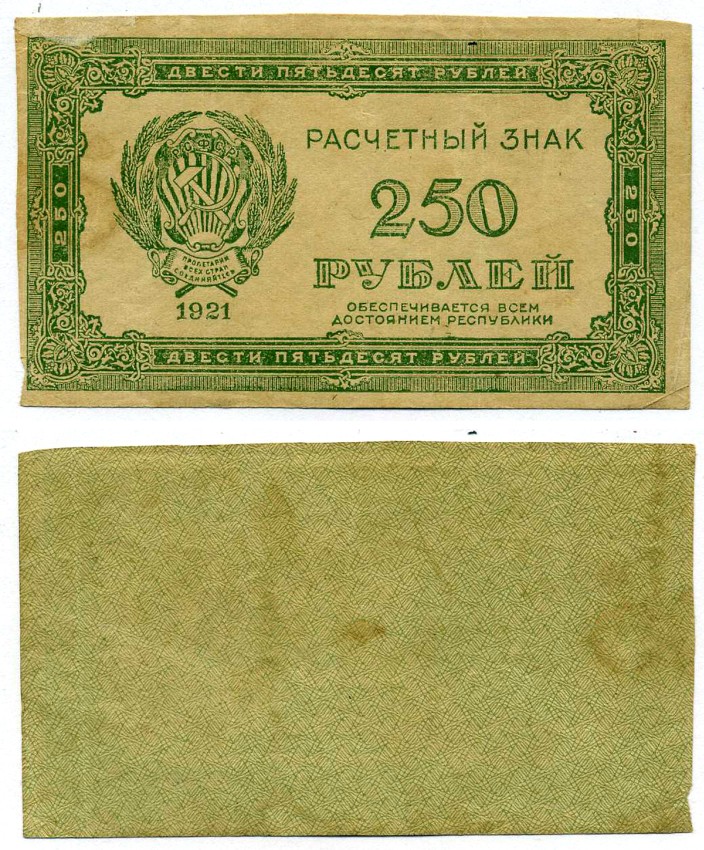 ДВЕСТИ ПЯТЬДЕСЯТ РУБЛЕЙ
РАСЧЕТНЫЙ ЗНАК
250
РСФСР
250
250
РУБЛЕЙ
ПРОЛЕТАРИИ
ВСЕХ СТРАН
СОЕДИНЯЙТЕСЬ
1921
ОБЕСПЕЧИВАЕТСЯ ВСЕМ
ДОСТОЯНИЕМ РЕСПУБЛИКИ
ДВЕСТИ ПЯТЬДЕСЯТ РУБЛЕЙ